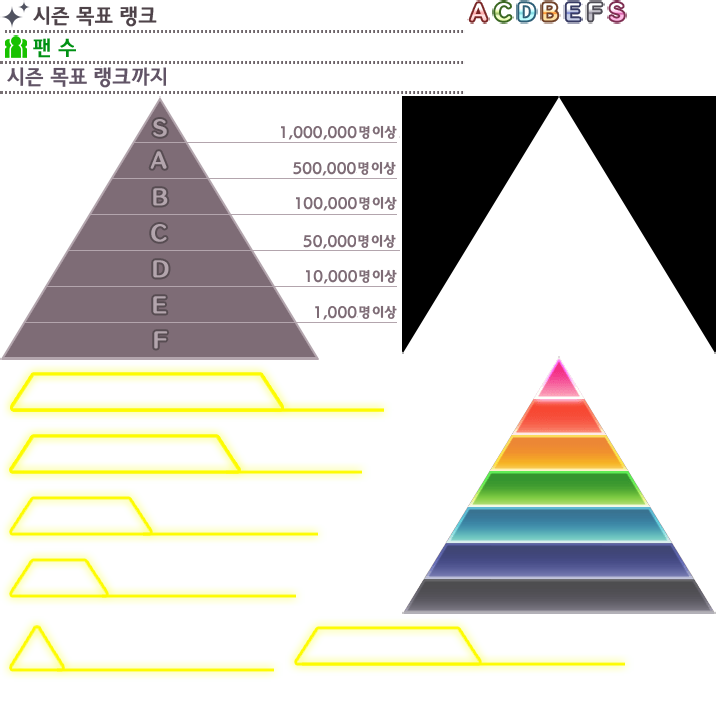 시즌 목표 랭크
ACDBEFS
팬 수
시즌 목표 랭크까지
S
1,000,000명이상
A
500,000명이상
B
100,000명이상
C
50,000명이상
D
10,000명이상
E
1,000명이상
F